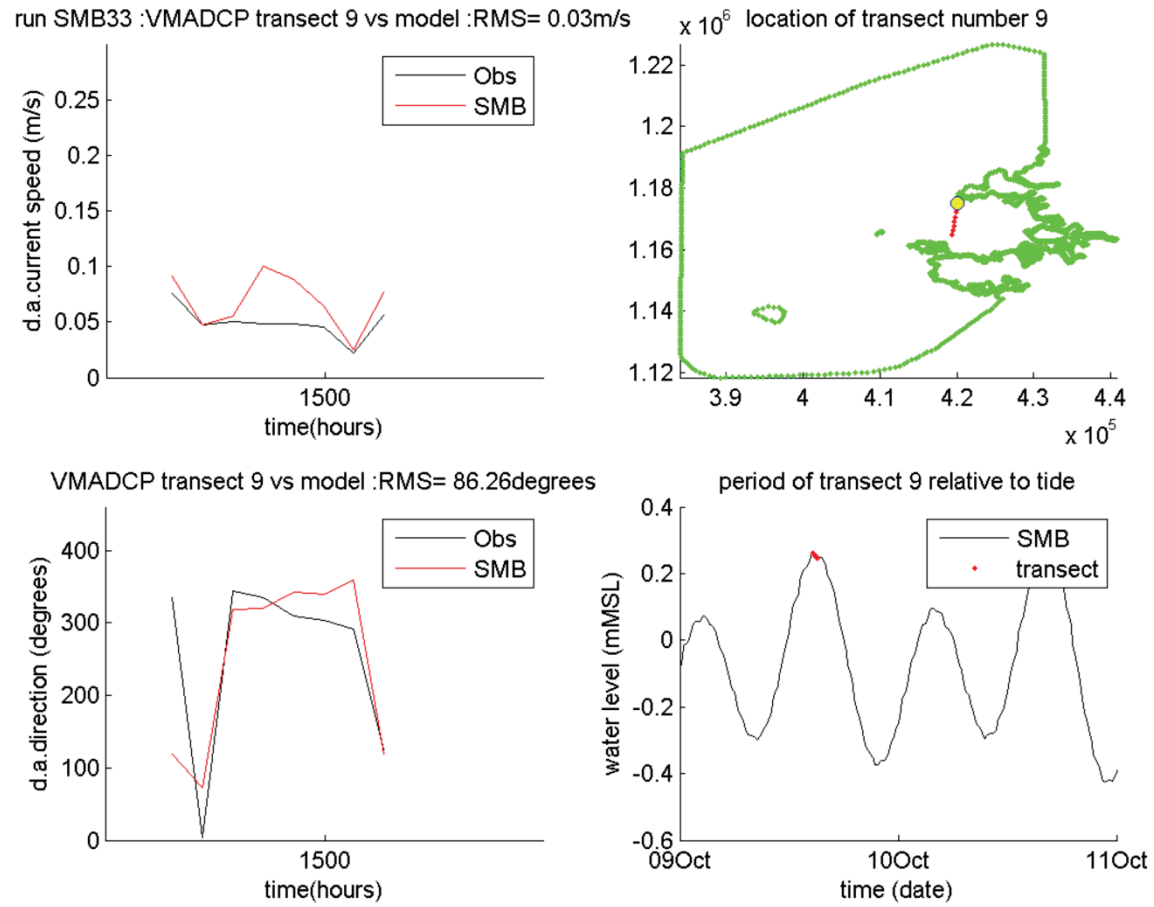 run SMB33 :VMADCP transect 9 vs model :RMS= 0.03m/s
Obs
SMB
0.25
0.2
0.15
0.1
0.05
0
d.a.current speed (m/s)
1500
time(hours)
location of transect number 9
x 10^6
1.22
1.2
1.18
1.16
1.14
1.12
3.9
4
4.1
4.2
4.3
4.4
x 10^5
VMADCP transect 9 vs model :RMS= 86.26degrees
Obs
SMB
400
300
200
100
0
d.a.direction (degrees)
1500
time(hours)
period of transect 9 relative to tide
SMB
transect
0.4
0.2
0
-0.2
-0.4
-0.6
water level (mMSL)
09Oct
10Oct
11Oct
time (date)